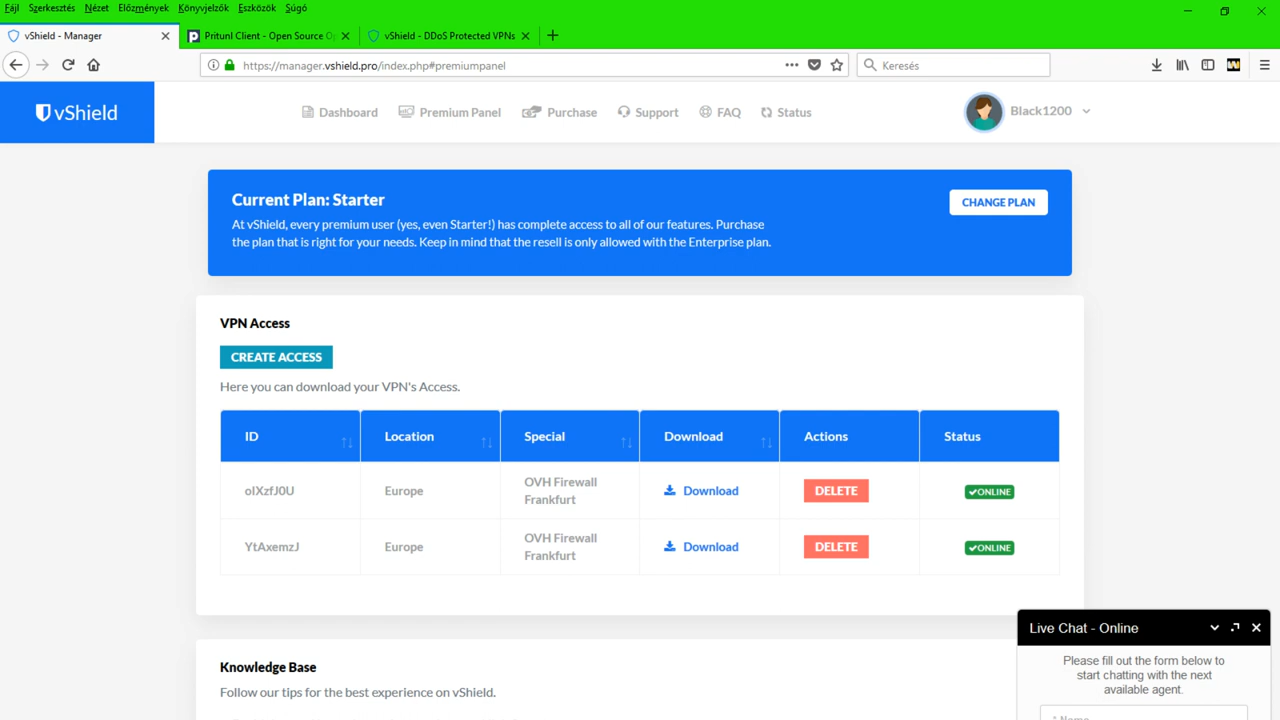 Fájl Szerkesztés Nézet Előzmények Könyvjelzők Eszközök Súgó
vShield - Manager
Pritunl Client - Open Source Op
vShield - DDoS Protected VPNs
https://manager.vshield.pro/index.php#premiumpanel
Keresés
vShield
Dashboard
Premium Panel
Purchase
Support
FAQ
Status
Black1200
Current Plan: Starter
CHANGE PLAN
At vShield, every premium user (yes, even Starter!) has complete access to all of our features. Purchase
the plan that is right for your needs. Keep in mind that the resell is only allowed with the Enterprise plan.
VPN Access
CREATE ACCESS
Here you can download your VPN's Access.
ID Location Special Download Actions Status
oIXzfJ0U Europe OVH Firewall Frankfurt Download DELETE ONLINE
YtAxemzJ Europe OVH Firewall Frankfurt Download DELETE ONLINE
Knowledge Base
Follow our tips for the best experience on vShield.
Live Chat - Online
Please fill out the form below to
start chatting with the next
available agent.
* Name